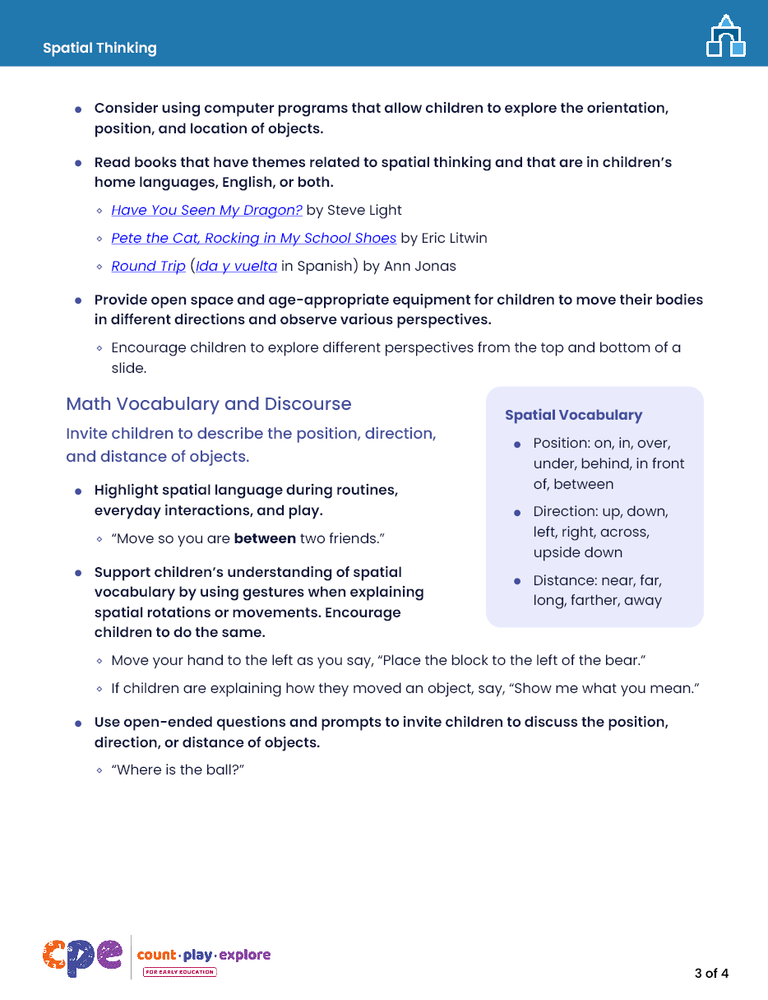 Spatial Thinking
● Consider using computer programs that allow children to explore the orientation,
position, and location of objects.
● Read books that have themes related to spatial thinking and that are in children’s
home languages, English, or both.
⋄ Have You Seen My Dragon? by Steve Light
⋄ Pete the Cat, Rocking in My School Shoes by Eric Litwin
⋄ Round Trip (Ida y vuelta in Spanish) by Ann Jonas
● Provide open space and age-appropriate equipment for children to move their bodies
in different directions and observe various perspectives.
⋄ Encourage children to explore different perspectives from the top and bottom of a
slide.
Math Vocabulary and Discourse
Invite children to describe the position, direction,
and distance of objects.
● Highlight spatial language during routines,
everyday interactions, and play.
⋄ “Move so you are between two friends.”
● Support children’s understanding of spatial
vocabulary by using gestures when explaining
spatial rotations or movements. Encourage
children to do the same.
⋄ Move your hand to the left as you say, “Place the block to the left of the bear.”
⋄ If children are explaining how they moved an object, say, “Show me what you mean.”
● Use open-ended questions and prompts to invite children to discuss the position,
direction, or distance of objects.
⋄ “Where is the ball?”
Spatial Vocabulary
● Position: on, in, over,
under, behind, in front
of, between
● Direction: up, down,
left, right, across,
upside down
● Distance: near, far,
long, farther, away
cpe
count·play·explore
FOR EARLY EDUCATION
3 of 4